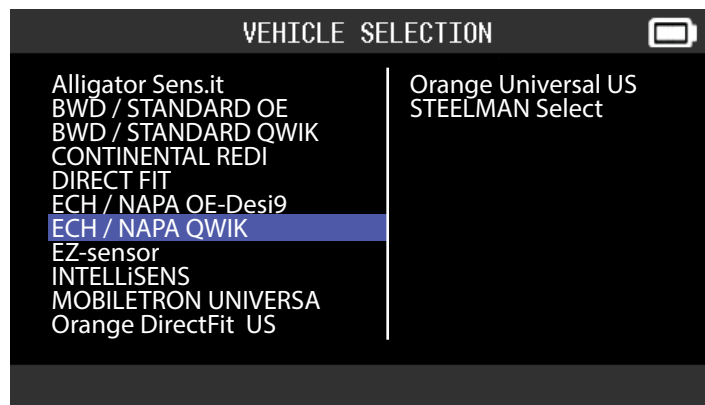 VEHICLE SELECTION
Alligator Sens.it
BWD / STANDARD OE
BWD / STANDARD QWIK
CONTINENTAL REDI
DIRECT FIT
ECH / NAPA OE-Desi9
ECH / NAPA QWIK
EZ-sensor
INTELLiSENS
MOBILETRON UNIVERSA
Orange DirectFit  US
Orange Universal US
STEELMAN Select